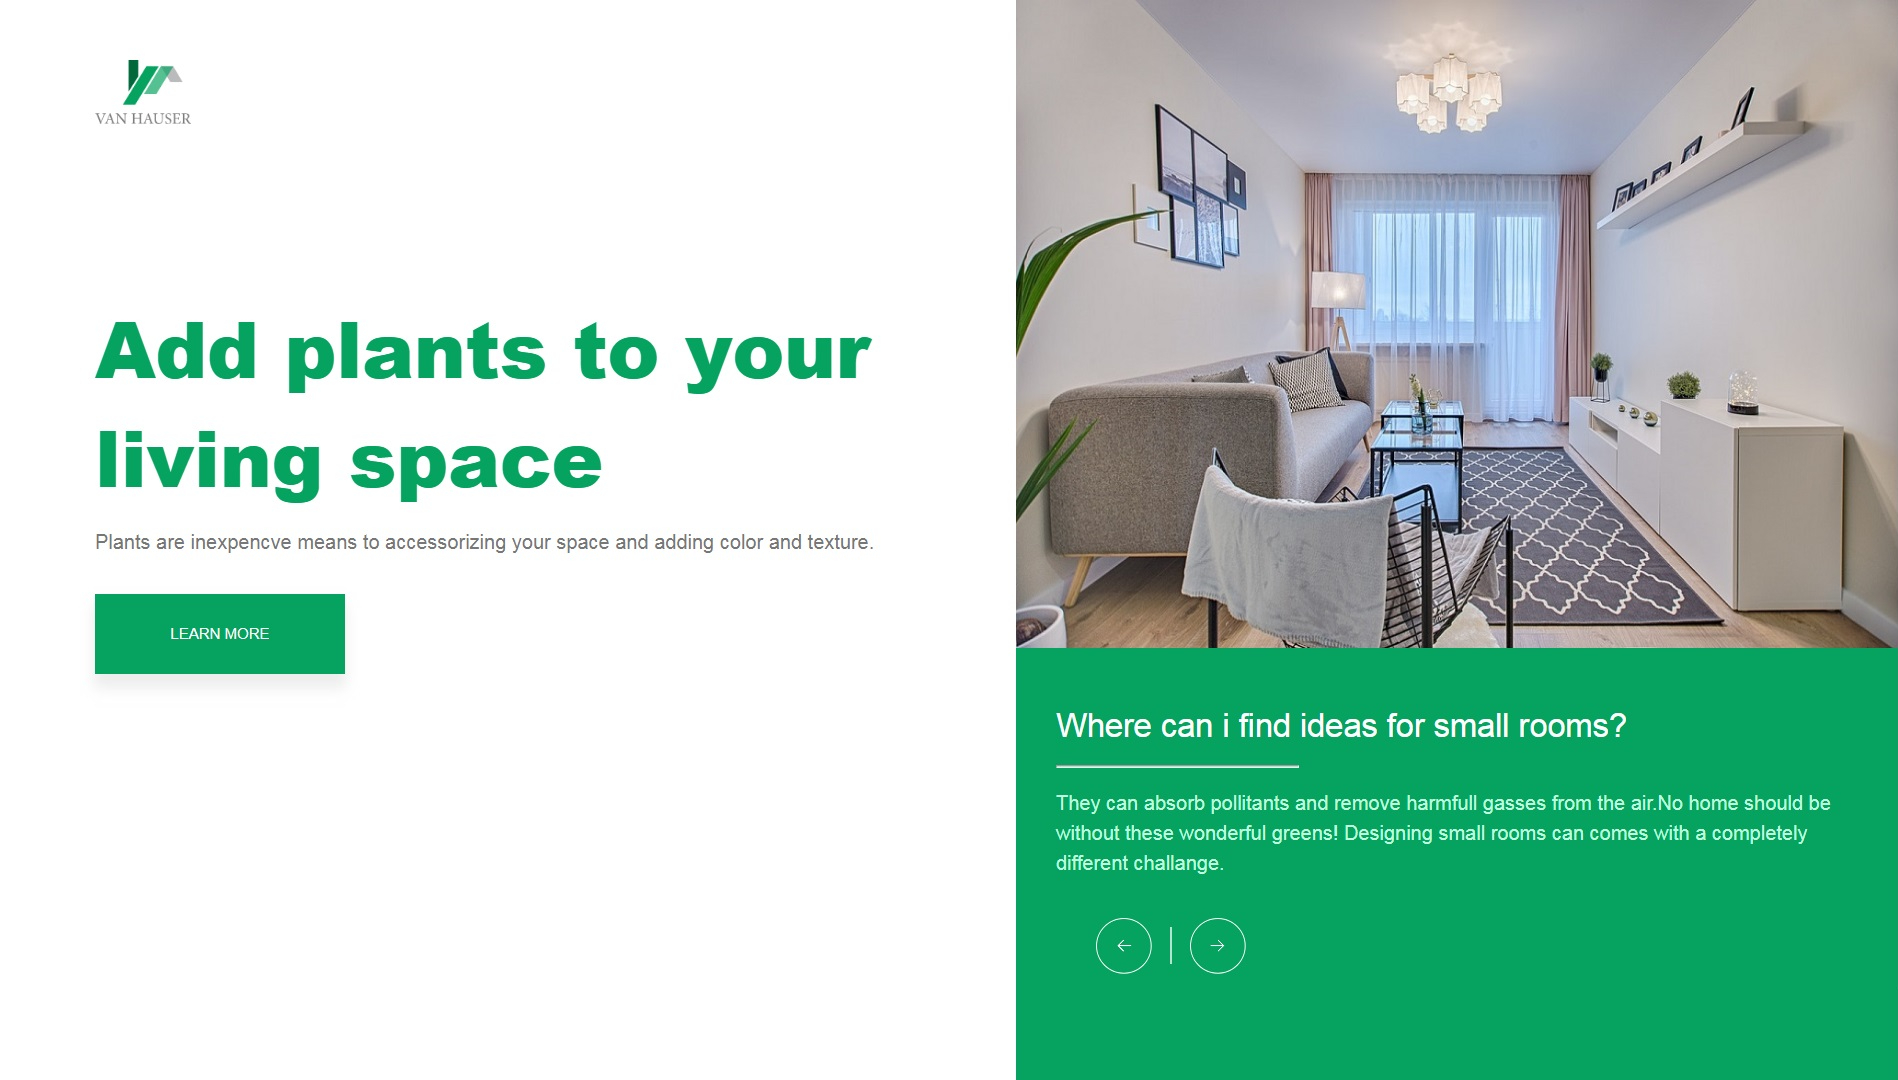 VAN HAUSER
Add plants to your
living space
Plants are inexpencve means to accessorizing your space and adding color and texture.
LEARN MORE
Where can i find ideas for small rooms?
They can absorb pollitants and remove harmfull gasses from the air.No home should be
without these wonderful greens! Designing small rooms can comes with a completely
different challange.